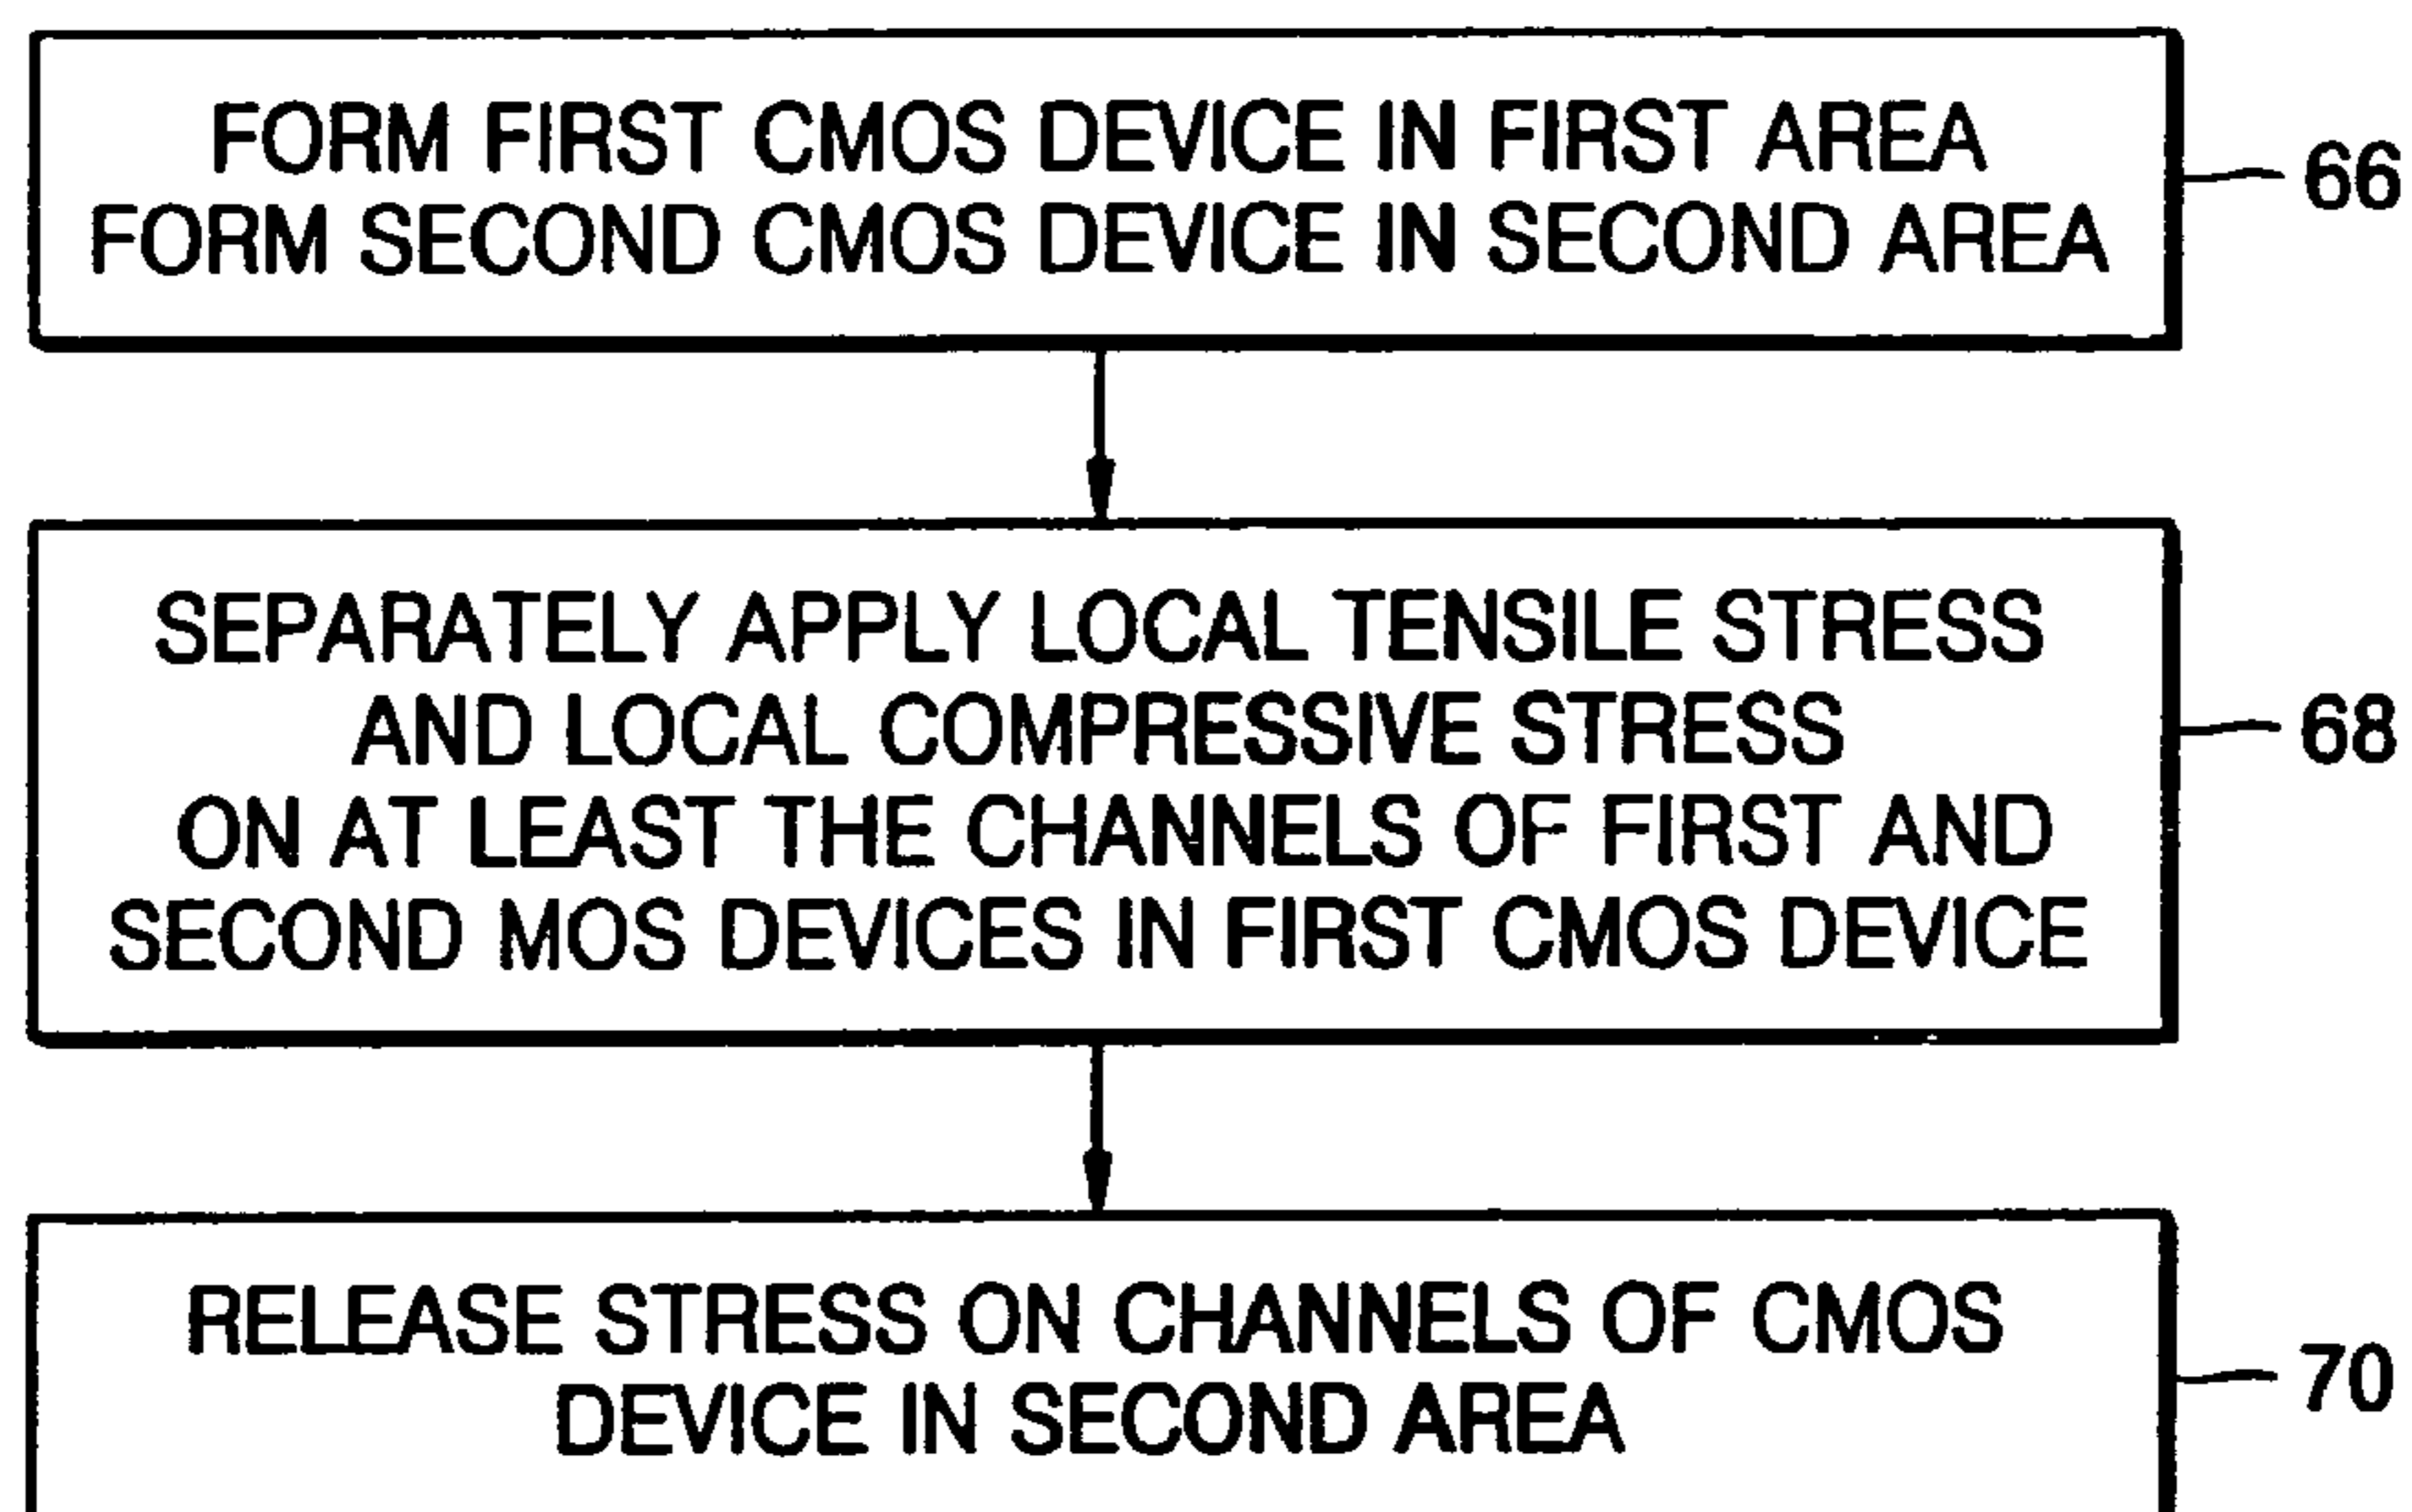 FORM FIRST CMOS DEVICE IN FIRST AREA
FORM SECOND CMOS DEVICE IN SECOND AREA
66
SEPARATELY APPLY LOCAL TENSILE STRESS
AND LOCAL COMPRESSIVE STRESS
ON AT LEAST THE CHANNELS OF FIRST AND
SECOND MOS DEVICES IN FIRST CMOS DEVICE
68
RELEASE STRESS ON CHANNELS OF CMOS
DEVICE IN SECOND AREA
70